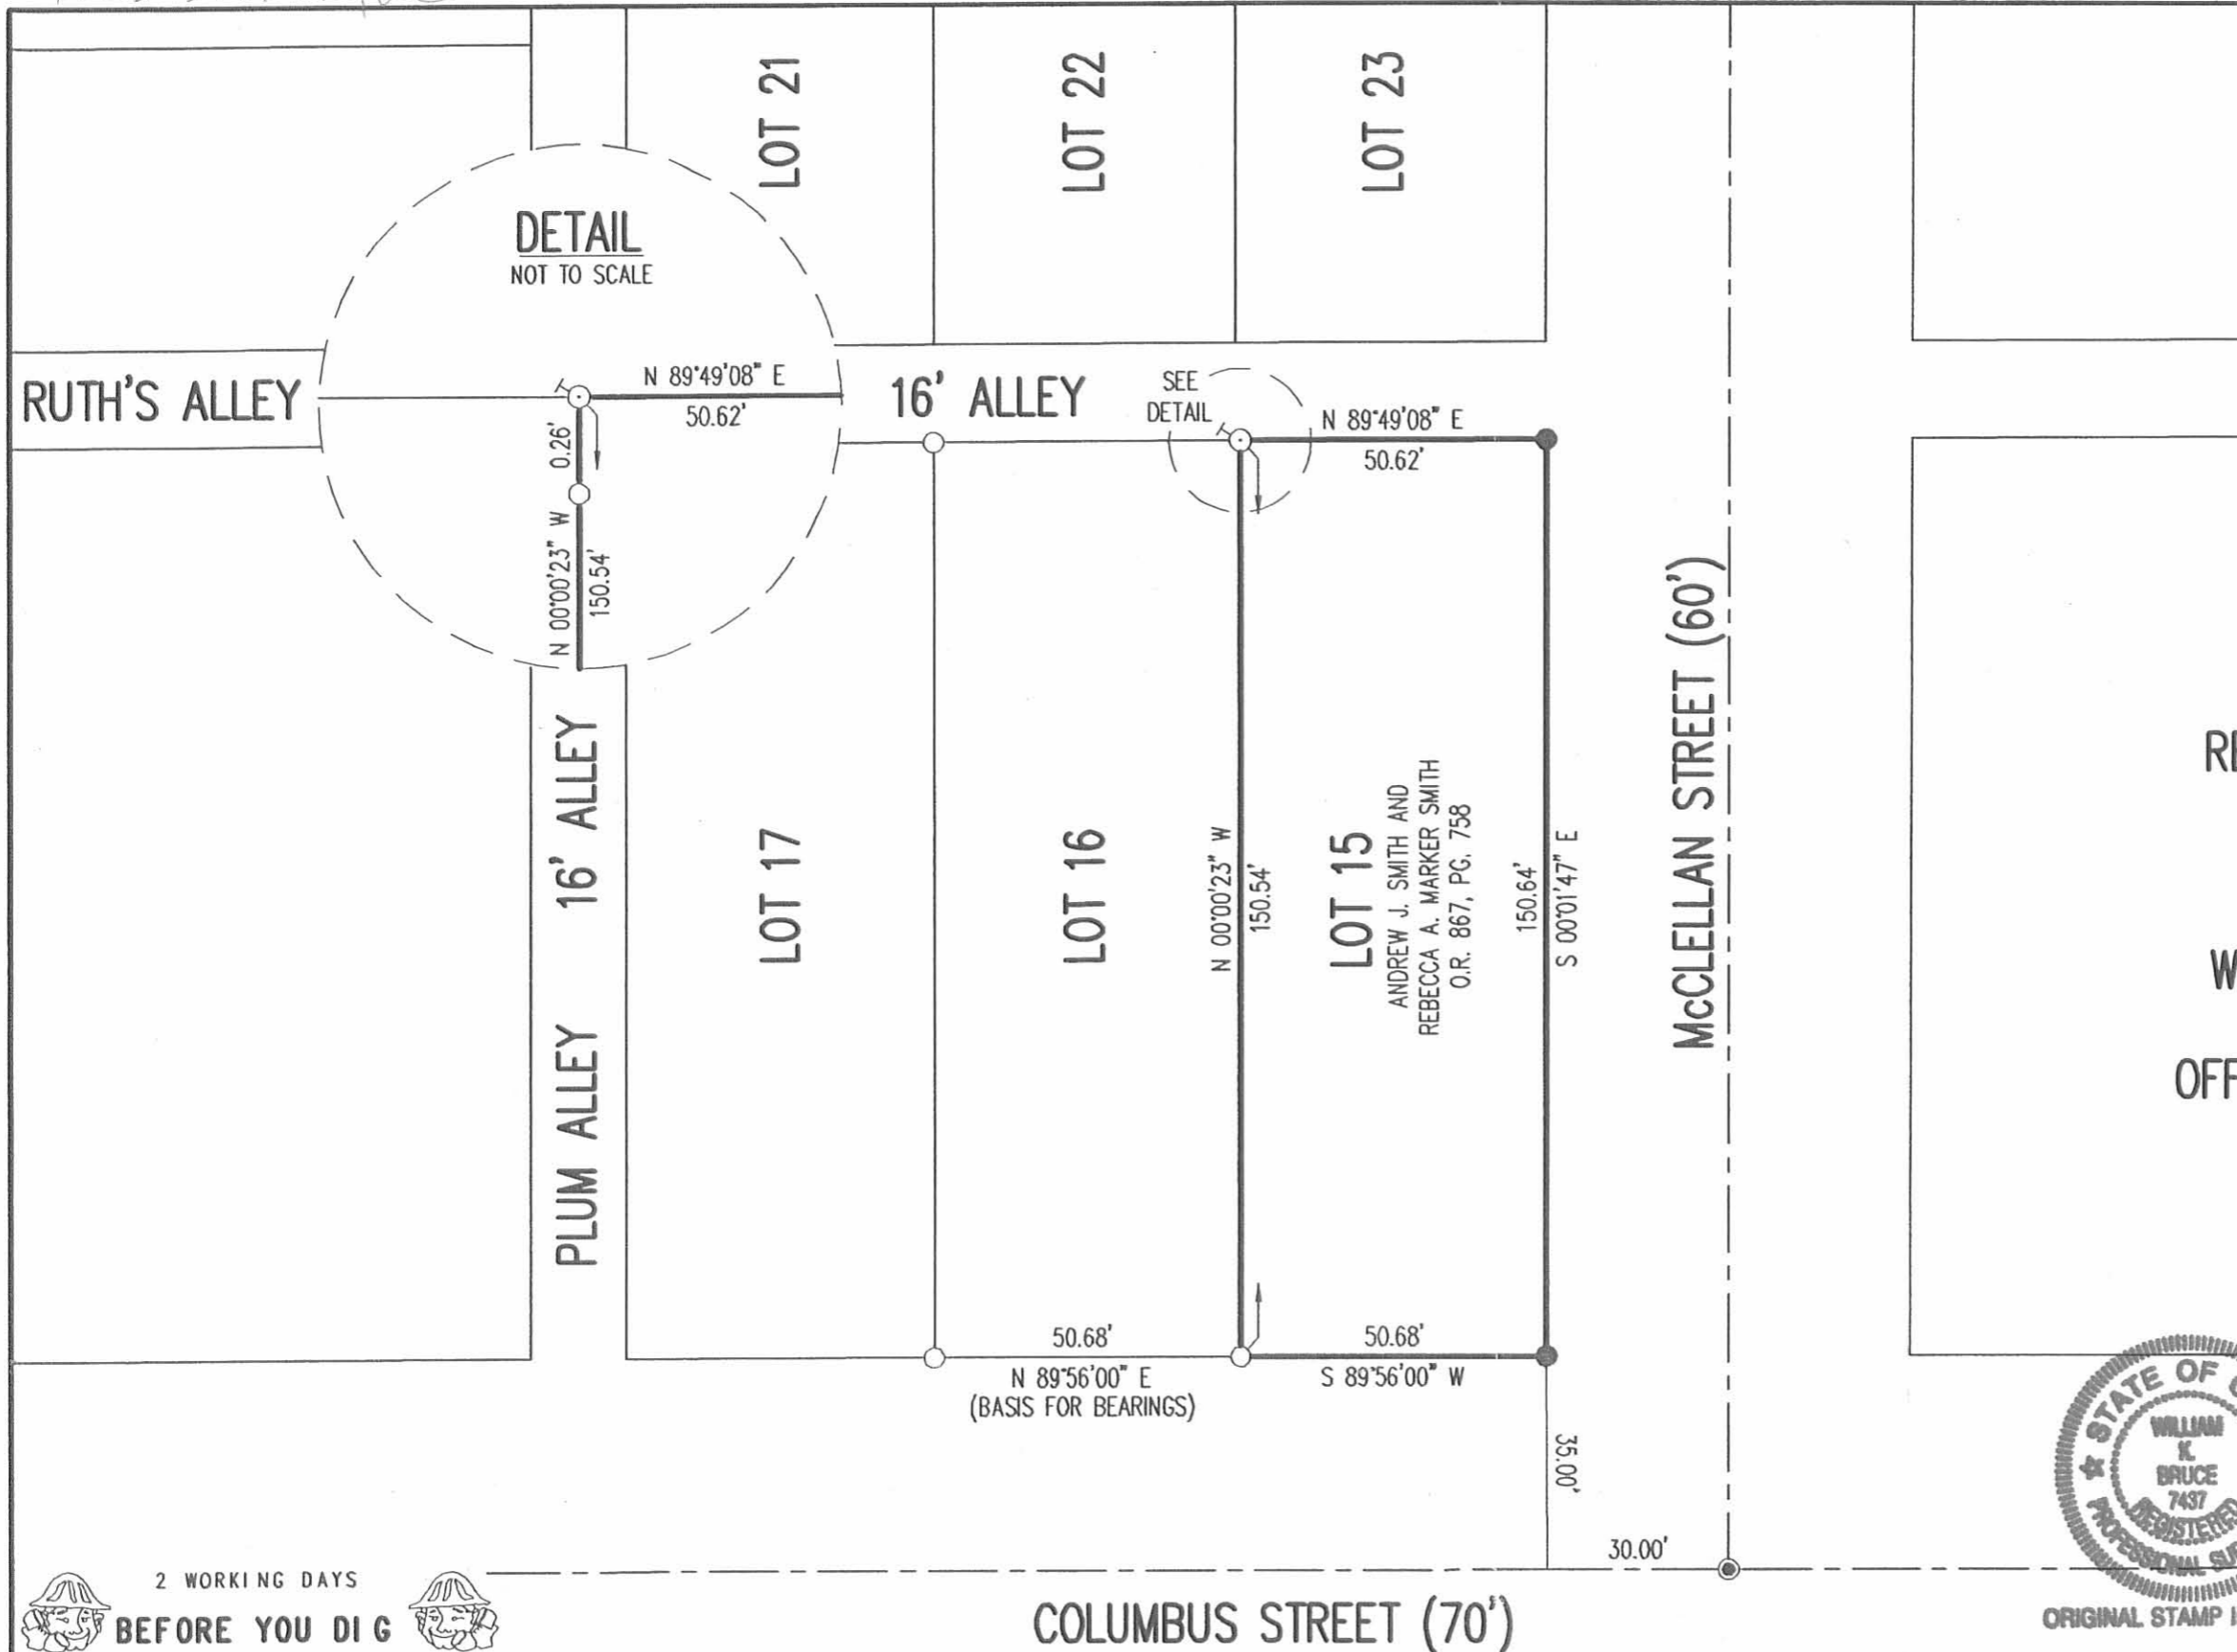 LOT 21
LOT 22
LOT 23
DETAIL
NOT TO SCALE
RUTH'S ALLEY
N 89°49'08" E
50.62'
0.26'
N 00°00'23" W
150.54'
16' ALLEY
SEE
DETAIL
N 89°49'08" E
50.62'
PLUM ALLEY 16' ALLEY
LOT 17
LOT 16
N 00°00'23" W
150.54'
LOT 15
ANDREW J. SMITH AND
REBECCA A. MARKER SMITH
O.R. 867, PG. 758
150.64'
S 00°01'47" E
McCLELLAN STREET (60')
RE
W
OFF
50.68'
N 89°56'00" E
(BASIS FOR BEARINGS)
50.68'
S 89°56'00" W
35.00'
30.00'
STATE OF
WILLIAM
K.
BRUCE
7437
REGISTERED
PROFESSIONAL SUR
ORIGINAL STAMP I
2 WORKING DAYS
BEFORE YOU DIG
COLUMBUS STREET (70')